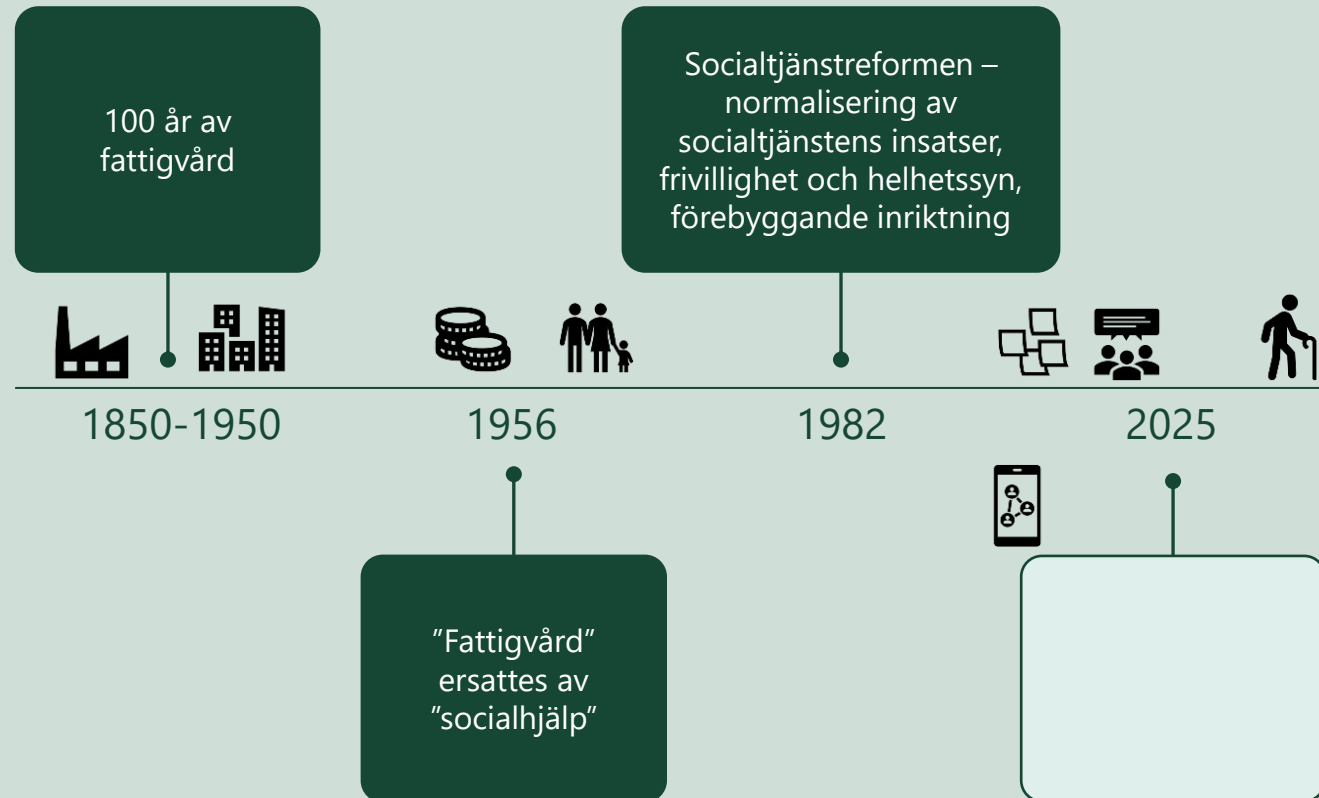 100 år av
fattigvård
Socialtjänstreformen –
normalisering av
socialtjänstens insatser,
frivillighet och helhetssyn,
förebyggande inriktning
1850-1950
1956
1982
2025
”Fattigvård”
ersattes av
”socialhjälp”